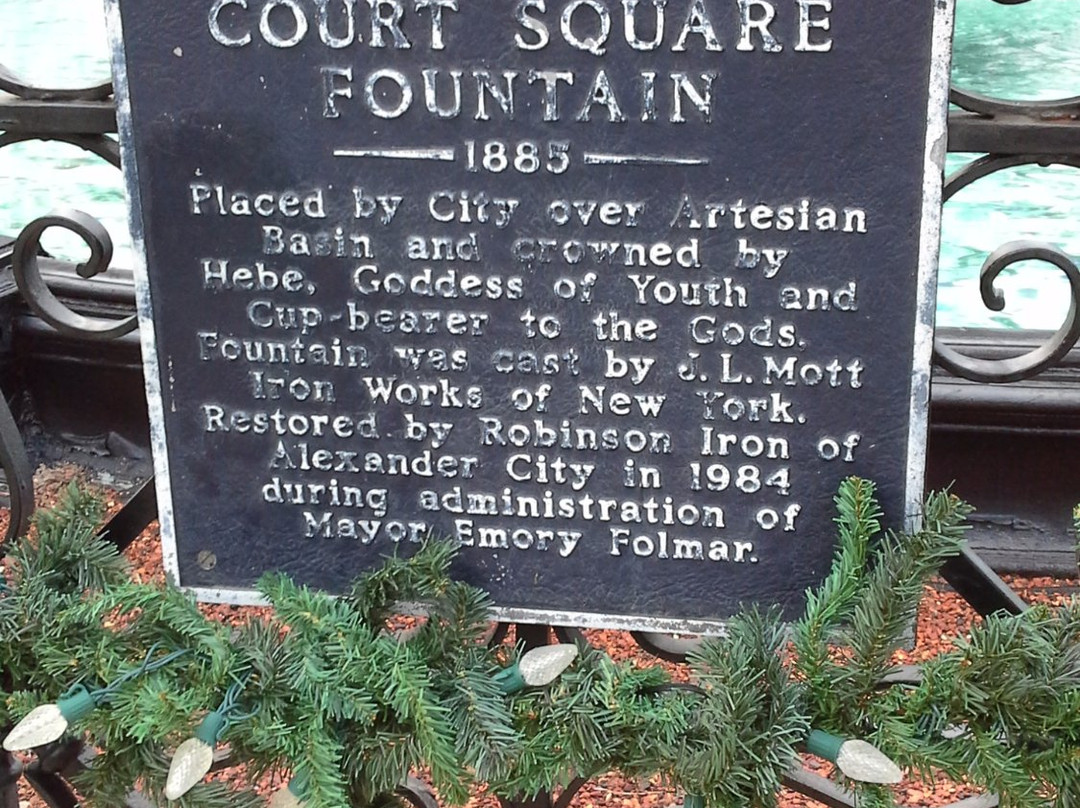 COURT SQUARE
FOUNTAIN
1885
Placed by City over Artesian
Basin and crowned by
Hebe, Goddess of Youth and
Cup-bearer to the Gods.
Fountain was cast by J. L. Mott
Iron Works of New York.
Restored by Robinson Iron of
Alexander City in 1984
during administration of
Mayor Emory Folmar.